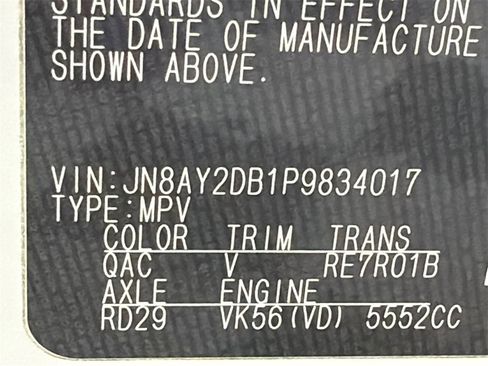 STANDARDS IN EFFECT ON
THE DATE OF MANUFACTURE
SHOWN ABOVE.
VIN:JN8AY2DB1P9834017
TYPE:MPV
COLOR TRIM TRANS
QAC V RE7R01B
AXLE ENGINE
RD29 VK56(VD) 5552CC